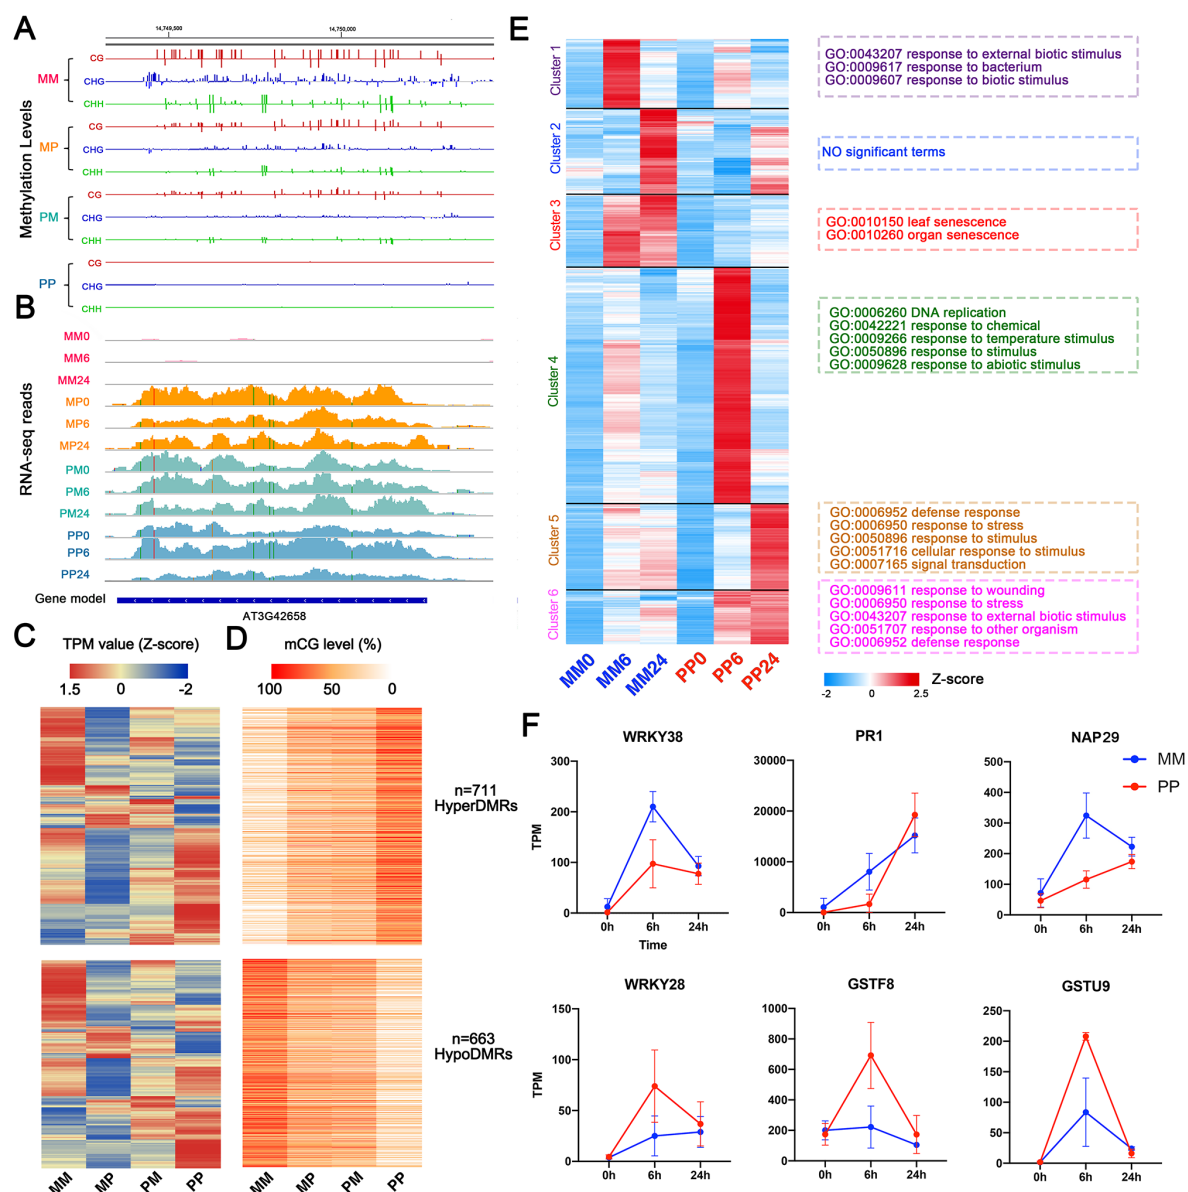 A
14,749,500
14,750,000
Methylation Levels
MM
CG
CHG
CHH
MP
CG
CHG
CHH
PM
CG
CHG
CHH
PP
CG
CHG
CHH
B
RNA-seq reads
MM0
MM6
MM24
MP0
MP6
MP24
PM0
PM6
PM24
PP0
PP6
PP24
Gene model
AT3G42658
C
TPM value (Z-score)
1.5
0
-2
MM
MP
PM
PP
D
mCG level (%)
100
50
0
n=711
HyperDMRs
n=663
HypoDMRs
MM
MP
PM
PP
E
Cluster 1
Cluster 2
Cluster 3
Cluster 4
Cluster 5
Cluster 6
MM0
MM6
MM24
PP0
PP6
PP24
-2
0
2.5
Z-score
GO:0043207 response to external biotic stimulus
GO:0009617 response to bacterium
GO:0009607 response to biotic stimulus
NO significant terms
GO:0010150 leaf senescence
GO:0010260 organ senescence
GO:0006260 DNA replication
GO:0042221 response to chemical
GO:0009266 response to temperature stimulus
GO:0050896 response to stimulus
GO:0009628 response to abiotic stimulus
GO:0006952 defense response
GO:0006950 response to stress
GO:0050896 response to stimulus
GO:0051716 cellular response to stimulus
GO:0007165 signal transduction
GO:0009611 response to wounding
GO:0006950 response to stress
GO:0043207 response to external biotic stimulus
GO:0051707 response to other organism
GO:0006952 defense response
F
WRKY38
TPM
300
200
100
0
0h
6h
24h
Time
PR1
30000
20000
10000
0
0h
6h
24h
NAP29
500
400
300
200
100
0
0h
6h
24h
MM
PP
WRKY28
TPM
150
100
50
0
0h
6h
24h
GSTF8
1000
800
600
400
200
0
0h
6h
24h
GSTU9
250
200
150
100
50
0
0h
6h
24h